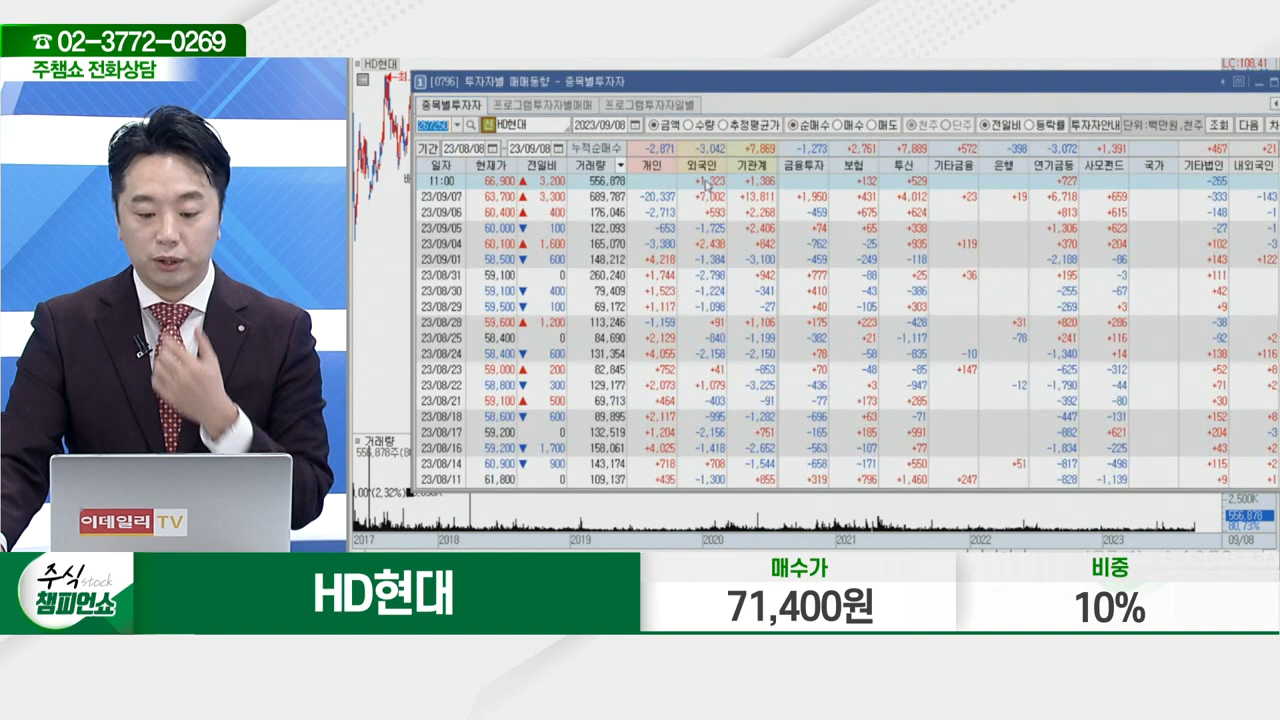 ☎ 02-3772-0269
주챔쇼 전화상담
HD현대
LC:108.41
[0796] 투자자별 매매동향 - 종목별투자자
종목별투자자 프로그램투자자별매매 프로그램투자자일별
267250 HD현대 2023/09/08 금액 수량 추정평균가 순매수 매수 매도 천주 단주 전일비 등락률 투자자안내 단위:백만원,천주 조회 다음 차
기간 23/08/08 ~ 23/09/08 누적순매수 -2,871 -3,042 +7,869 -1,273 +2,761 +7,889 +572 -398 -3,072 +1,391 +467 +21
일자 현재가 전일비 거래량 개인 외국인 기관계 금융투자 보험 투신 기타금융 은행 연기금등 사모펀드 국가 기타법인 내외국인
11:00 66,900 ▲ 3,200 556,878 +1,323 +1,386 +132 +529 +727 -265
23/09/07 63,700 ▲ 3,300 689,787 -20,337 +7,002 +13,811 +1,950 +431 +4,012 +23 +19 +6,718 +659 -333 -143
23/09/06 60,400 ▲ 400 176,046 -2,713 +593 +2,268 -459 +675 +624 +813 +615 -148 -1
23/09/05 60,000 ▼ 100 122,093 -653 -1,725 +2,406 +74 +65 +338 +1,306 +623 -27 -1
23/09/04 60,100 ▲ 1,600 165,070 -3,380 +2,438 +842 -762 -25 +935 +119 +370 +204 +102 -3
23/09/01 58,500 ▼ 600 148,212 +4,218 -1,384 -3,100 -459 -249 -118 -2,188 -86 +143 +122
23/08/31 59,100 0 260,240 +1,744 -2,798 +942 +777 -88 +25 +36 +195 -3 +111
23/08/30 59,100 ▼ 400 79,409 +1,523 -1,224 -341 +410 -43 -386 -255 -67 +42
23/08/29 59,500 ▼ 100 69,172 +1,117 -1,098 -27 +40 -105 +303 -269 +3 +9
23/08/28 59,600 ▲ 1,200 113,246 -1,159 +91 +1,106 +175 +223 -428 +31 +820 +286 -38
23/08/25 58,400 0 84,690 +2,129 -840 -1,199 -382 +21 -1,117 -78 +241 +116 -92 +2
23/08/24 58,400 ▼ 600 131,354 +4,055 -2,158 -2,150 +78 -58 -835 -10 -1,340 +14 +138 +116
23/08/23 59,000 ▲ 200 82,845 +752 +41 -853 +70 -48 -85 +147 -625 -312 +52 +8
23/08/22 58,800 ▼ 300 129,177 +2,073 +1,079 -3,225 -436 +3 -947 -12 -1,790 -44 +71 +2
23/08/21 59,100 ▲ 500 69,713 +464 -403 -91 -77 +173 +285 -392 -80 +30
23/08/18 58,600 ▼ 600 89,895 +2,117 -995 -1,282 -696 +63 -71 -447 -131 +152 +8
23/08/17 59,200 0 132,519 +1,204 -2,156 +751 -165 +185 +991 -882 +621 +204 -3
23/08/16 59,200 ▼ 1,700 158,061 +4,025 -1,418 -2,652 -563 -107 +77 -1,834 -225 +43 +2
23/08/14 60,900 ▼ 900 143,174 +718 +708 -1,544 -658 -171 +550 +51 -817 -498 +115 +2
23/08/11 61,800 0 109,137 +435 -1,300 +855 +319 +796 +1,460 +247 -828 -1,139 +9 +1
거래량
556,878주
2,500K
556,878
80,73%
2017 2018 2019 2020 2021 2022 2023 09/08
이데일리TV
주식 stock
챔피언쇼
HD현대
매수가
71,400원
비중
10%